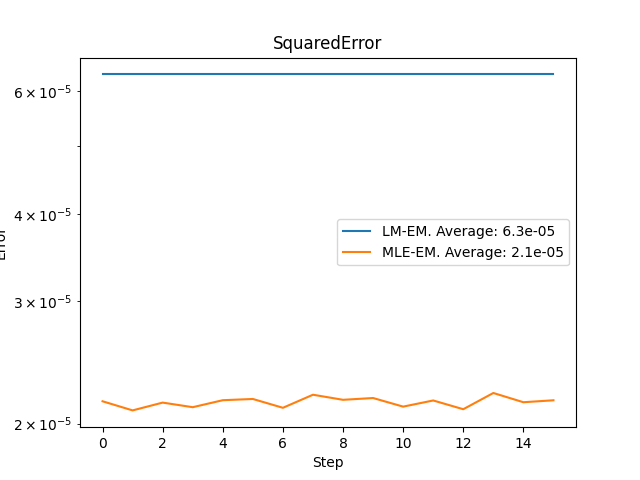 SquaredError
6 × 10⁻⁵
4 × 10⁻⁵
3 × 10⁻⁵
2 × 10⁻⁵
Error
LM-EM. Average: 6.3e-05
MLE-EM. Average: 2.1e-05
0 2 4 6 8 10 12 14
Step